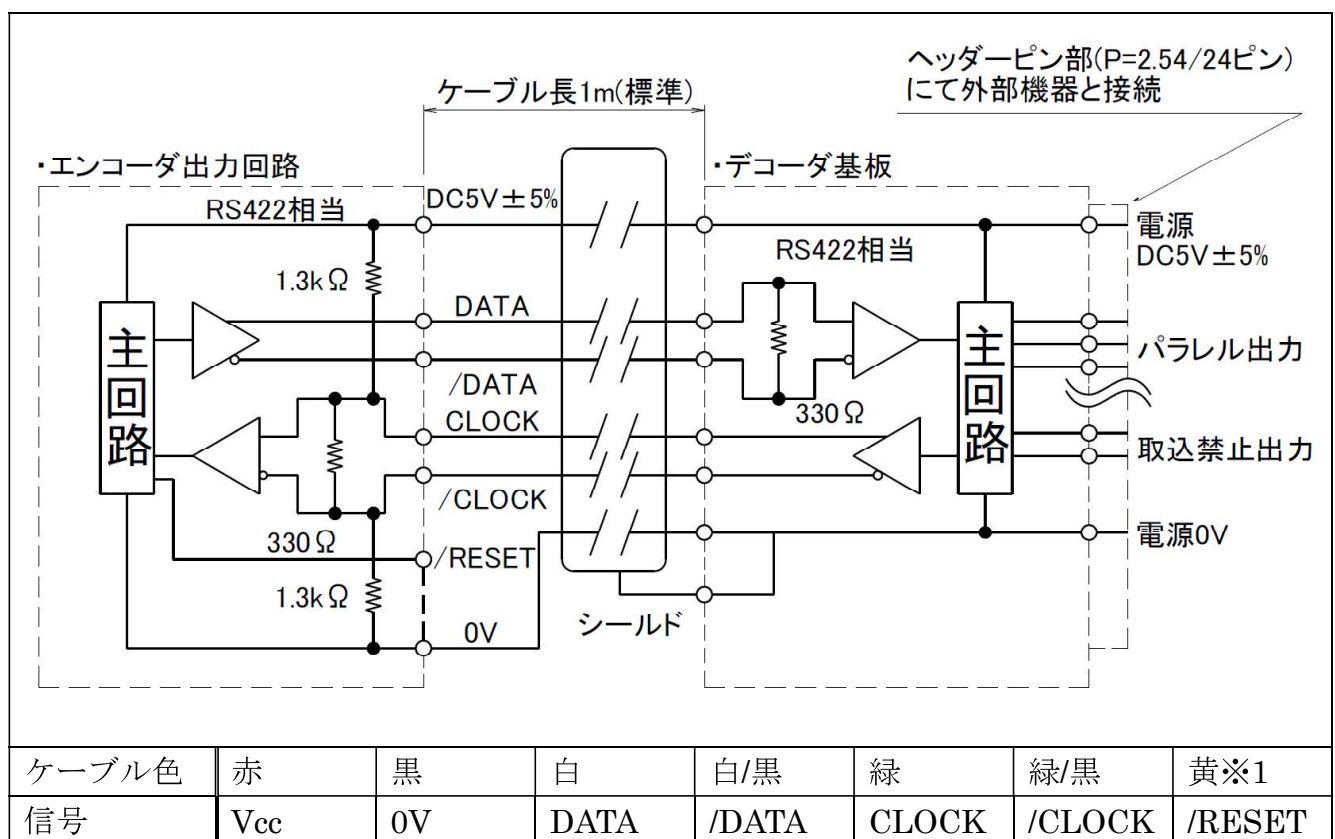 ヘッダーピン部(P=2.54/24ピン)
にて外部機器と接続
ケーブル長1m(標準)
・エンコーダ出力回路
・デコーダ基板
RS422相当
DC5V±5%
RS422相当
電源
DC5V±5%
1.3kΩ
DATA
主回路
主回路
パラレル出力
/DATA
330Ω
CLOCK
取込禁止出力
/CLOCK
330Ω
/RESET
電源0V
1.3kΩ
0V
シールド
ケーブル色 赤 黒 白 白/黒 緑 緑/黒 黄※1
信号 Vcc 0V DATA /DATA CLOCK /CLOCK /RESET